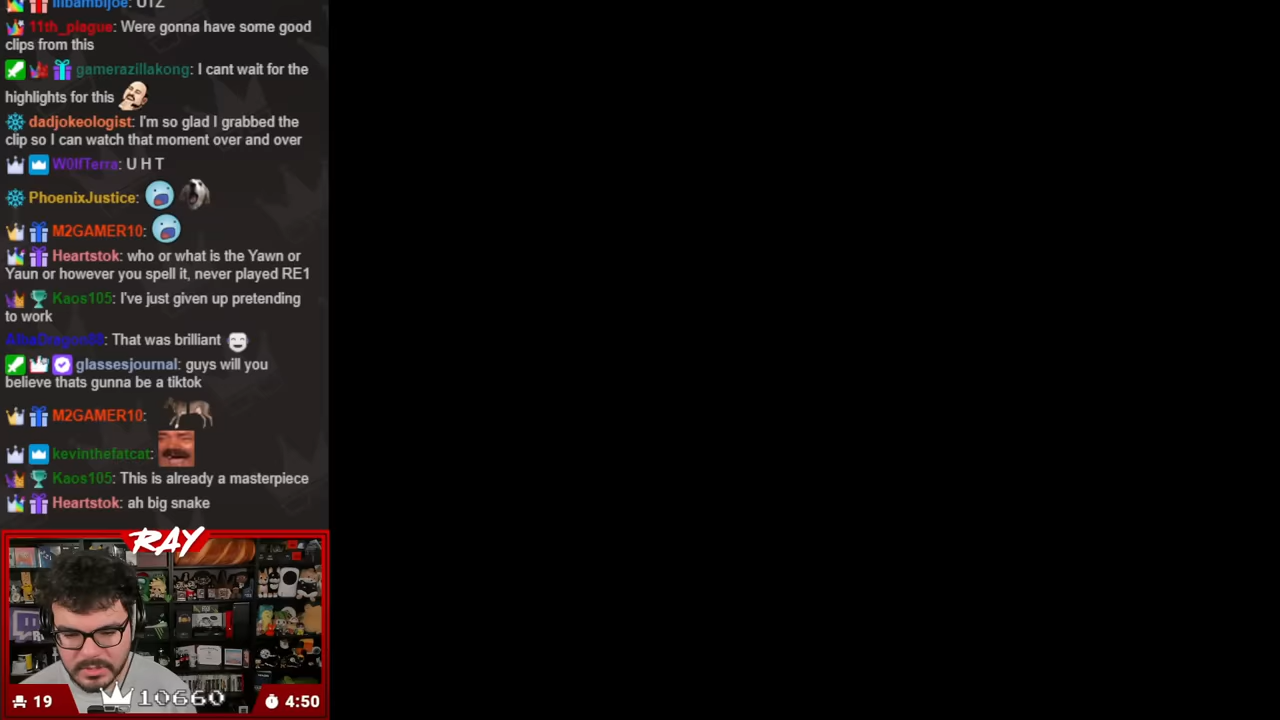 lilbambijoe: UTZ
11th_plague: Were gonna have some good
clips from this
gamerazillakong: I cant wait for the
highlights for this
dadjokeologist: I'm so glad I grabbed the
clip so I can watch that moment over and over
W0lfTerra: U H T
PhoenixJustice:
M2GAMER10:
Heartstok: who or what is the Yawn or
Yaun or however you spell it, never played RE1
Kaos105: I've just given up pretending
to work
That was brilliant
glassesjournal: guys will you
believe thats gunna be a tiktok
M2GAMER10:
kevinthefatcat:
Kaos105: This is already a masterpiece
Heartstok: ah big snake
RAY
19
10660
4:50